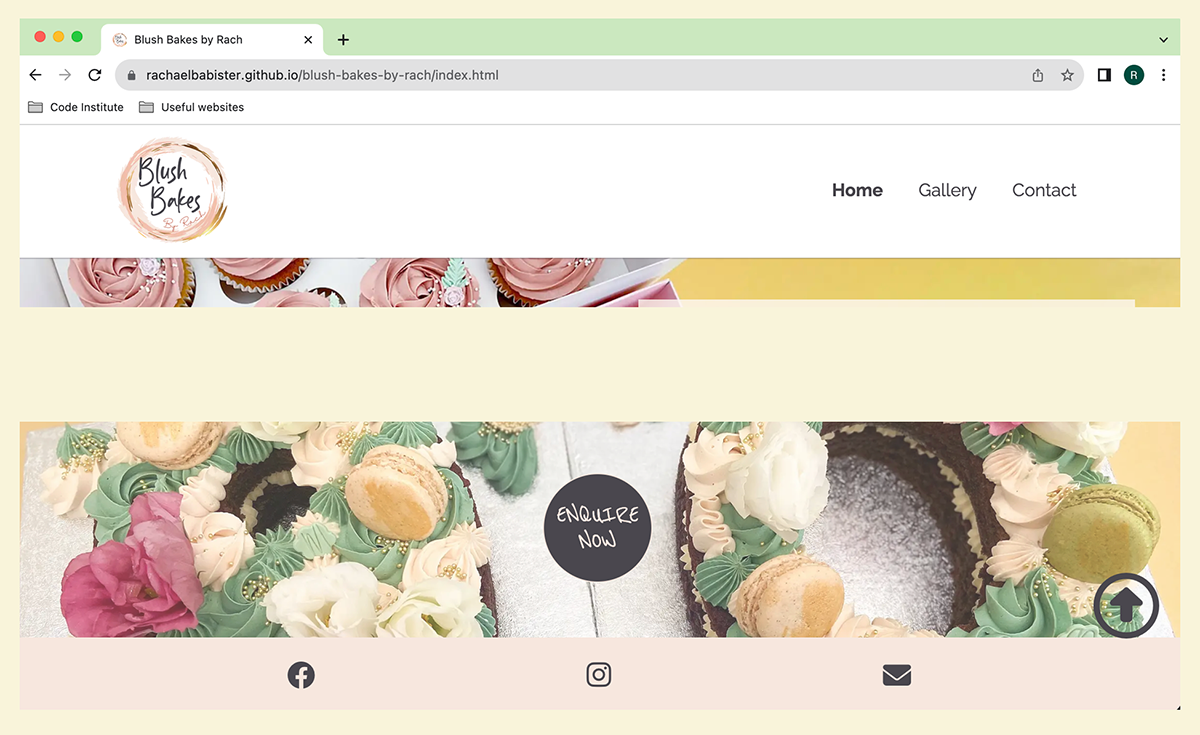 Blush Bakes by Rach
rachaelbabister.github.io/blush-bakes-by-rach/index.html
R
Code Institute
Useful websites
Blush
Bakes
By Rach
Home
Gallery
Contact
ENQUIRE
NOW